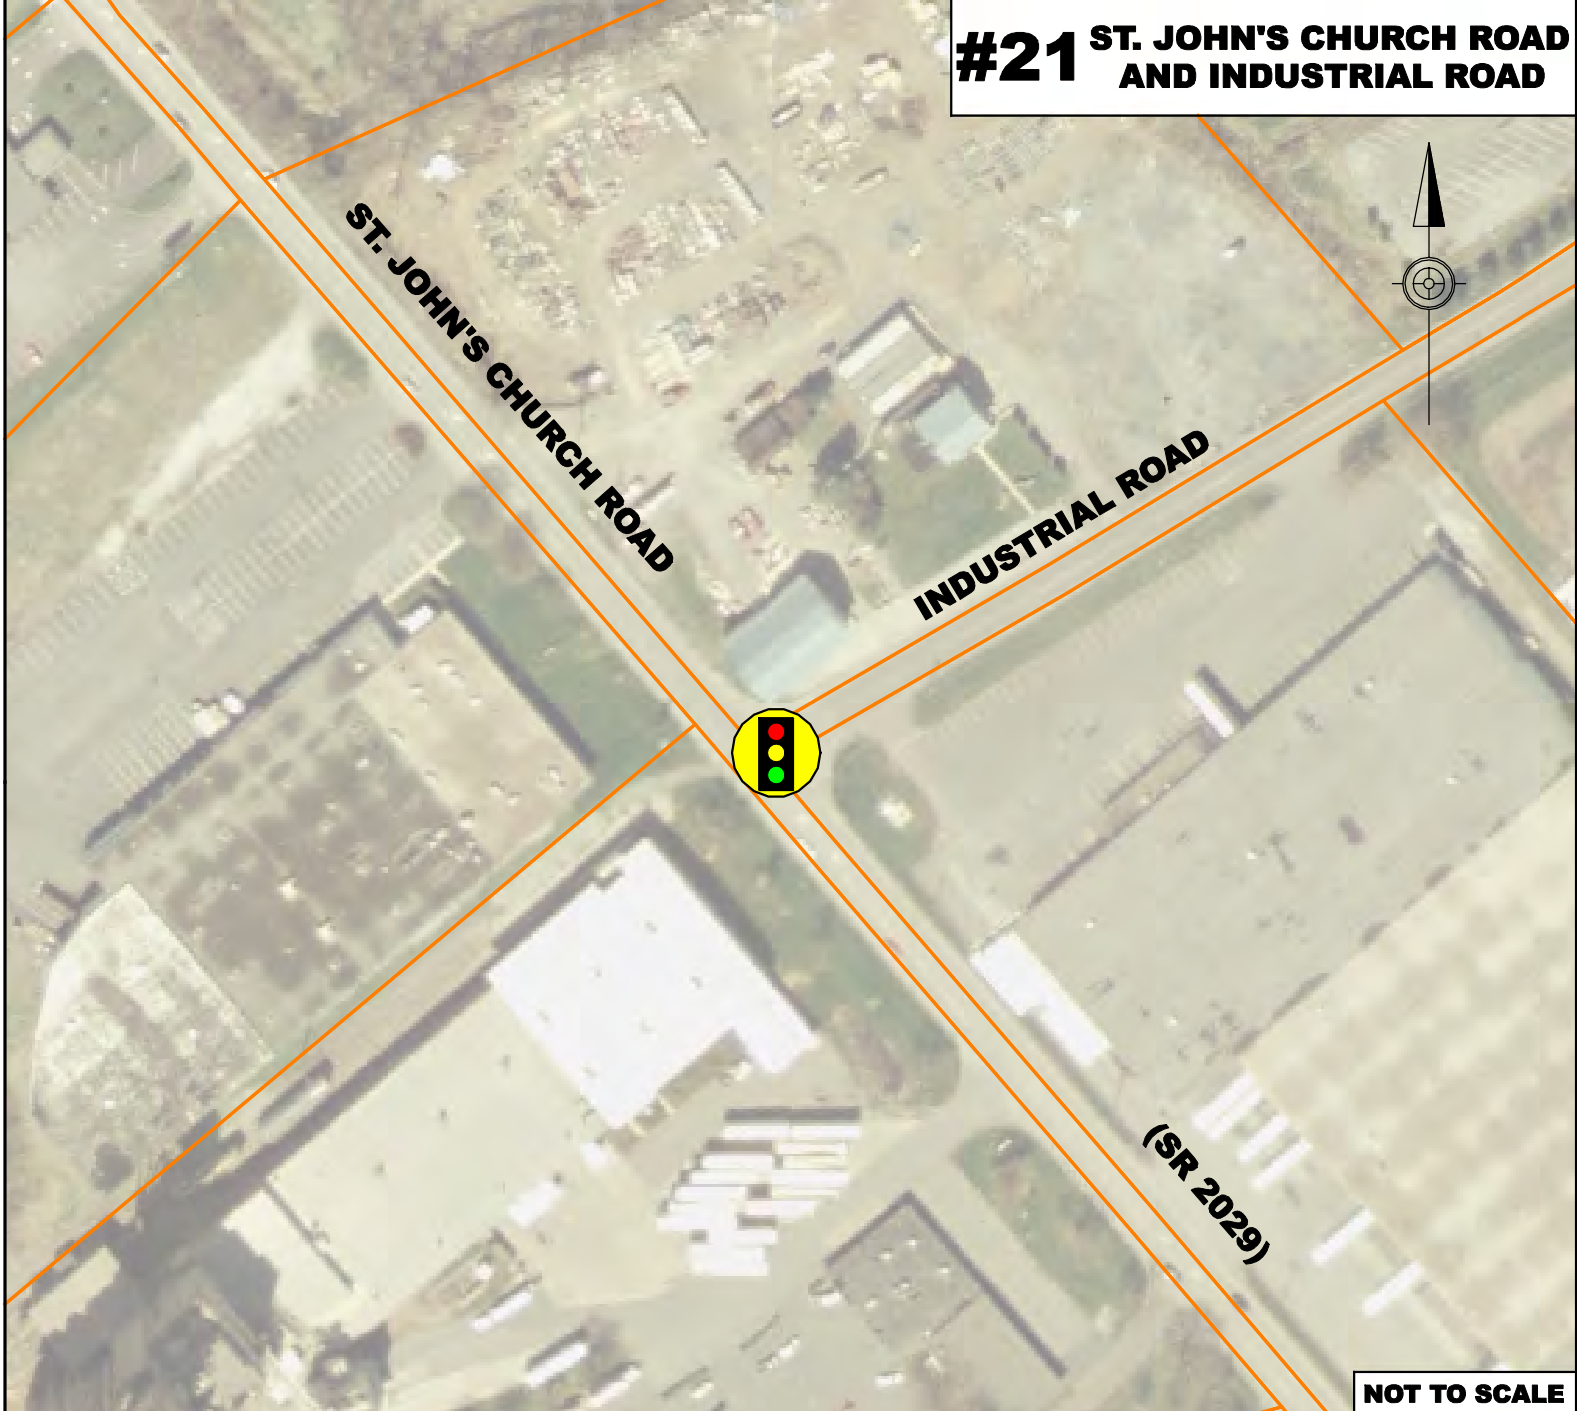 #21 ST. JOHN'S CHURCH ROAD
AND INDUSTRIAL ROAD
ST. JOHN'S CHURCH ROAD
INDUSTRIAL ROAD
(SR 2029)
NOT TO SCALE